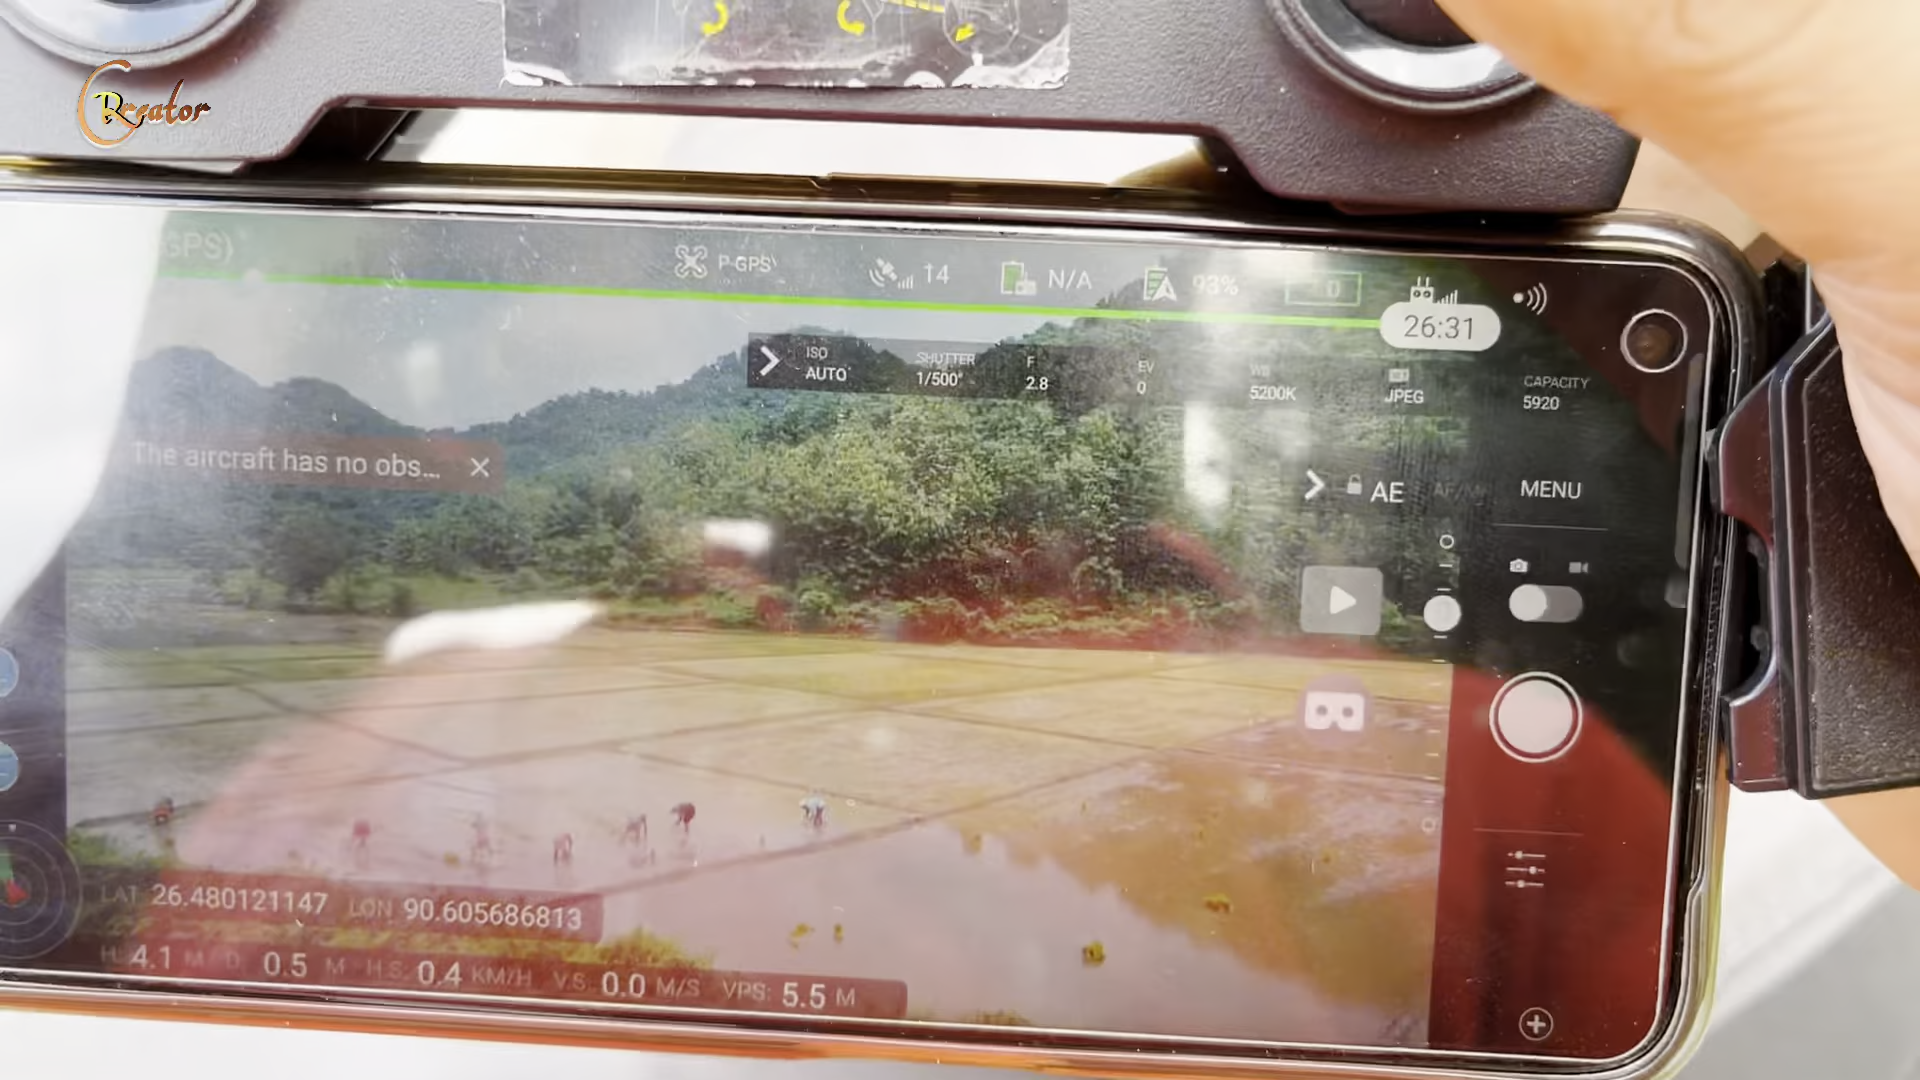 Creator
GPS)
P-GPS
14
N/A
93%
26:31
ISO
AUTO
SHUTTER
1/500
F
2.8
EV
0
WB
5200K
JPEG
CAPACITY
5920
The aircraft has no obs...
AE
MENU
LAT 26.480121147 LON 90.605686813
H: 4.1 M D: 0.5 M H.S: 0.4 KM/H V.S: 0.0 M/S VPS: 5.5 M